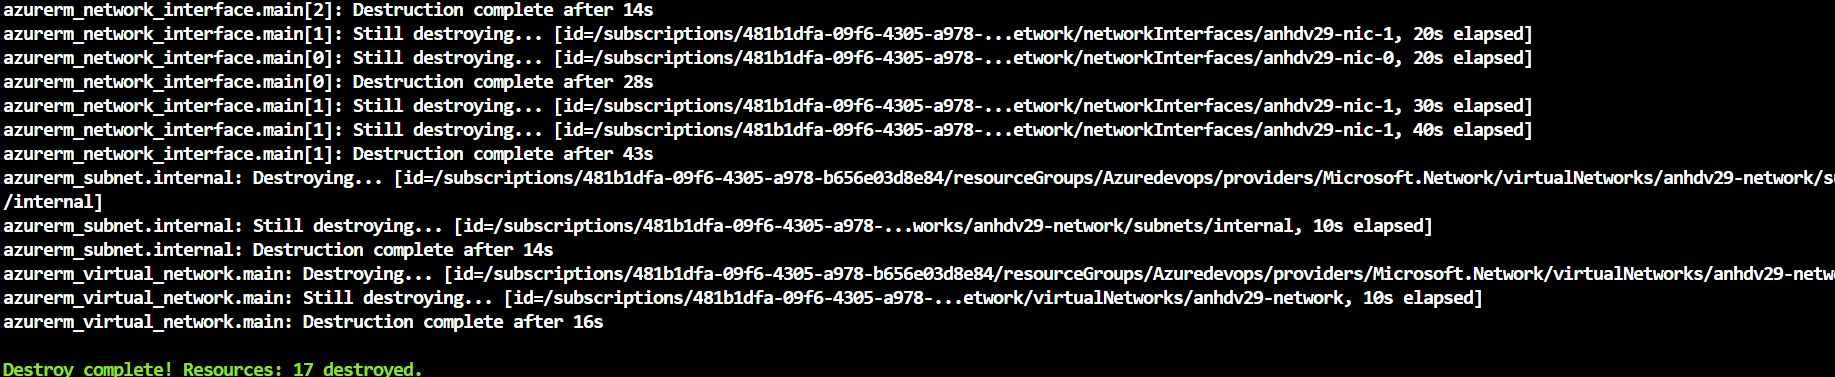 azurerm_network_interface.main[2]: Destruction complete after 14s
azurerm_network_interface.main[1]: Still destroying... [id=/subscriptions/481b1dfa-09f6-4305-a978-...etwork/networkInterfaces/anhdv29-nic-1, 20s elapsed]
azurerm_network_interface.main[0]: Still destroying... [id=/subscriptions/481b1dfa-09f6-4305-a978-...etwork/networkInterfaces/anhdv29-nic-0, 20s elapsed]
azurerm_network_interface.main[0]: Destruction complete after 28s
azurerm_network_interface.main[1]: Still destroying... [id=/subscriptions/481b1dfa-09f6-4305-a978-...etwork/networkInterfaces/anhdv29-nic-1, 30s elapsed]
azurerm_network_interface.main[1]: Still destroying... [id=/subscriptions/481b1dfa-09f6-4305-a978-...etwork/networkInterfaces/anhdv29-nic-1, 40s elapsed]
azurerm_network_interface.main[1]: Destruction complete after 43s
azurerm_subnet.internal: Destroying... [id=/subscriptions/481b1dfa-09f6-4305-a978-b656e03d8e84/resourceGroups/Azuredevops/providers/Microsoft.Network/virtualNetworks/anhdv29-network/su
/internal]
azurerm_subnet.internal: Still destroying... [id=/subscriptions/481b1dfa-09f6-4305-a978-...works/anhdv29-network/subnets/internal, 10s elapsed]
azurerm_subnet.internal: Destruction complete after 14s
azurerm_virtual_network.main: Destroying... [id=/subscriptions/481b1dfa-09f6-4305-a978-b656e03d8e84/resourceGroups/Azuredevops/providers/Microsoft.Network/virtualNetworks/anhdv29-netw
azurerm_virtual_network.main: Still destroying... [id=/subscriptions/481b1dfa-09f6-4305-a978-...etwork/virtualNetworks/anhdv29-network, 10s elapsed]
azurerm_virtual_network.main: Destruction complete after 16s
Destroy complete! Resources: 17 destroyed.